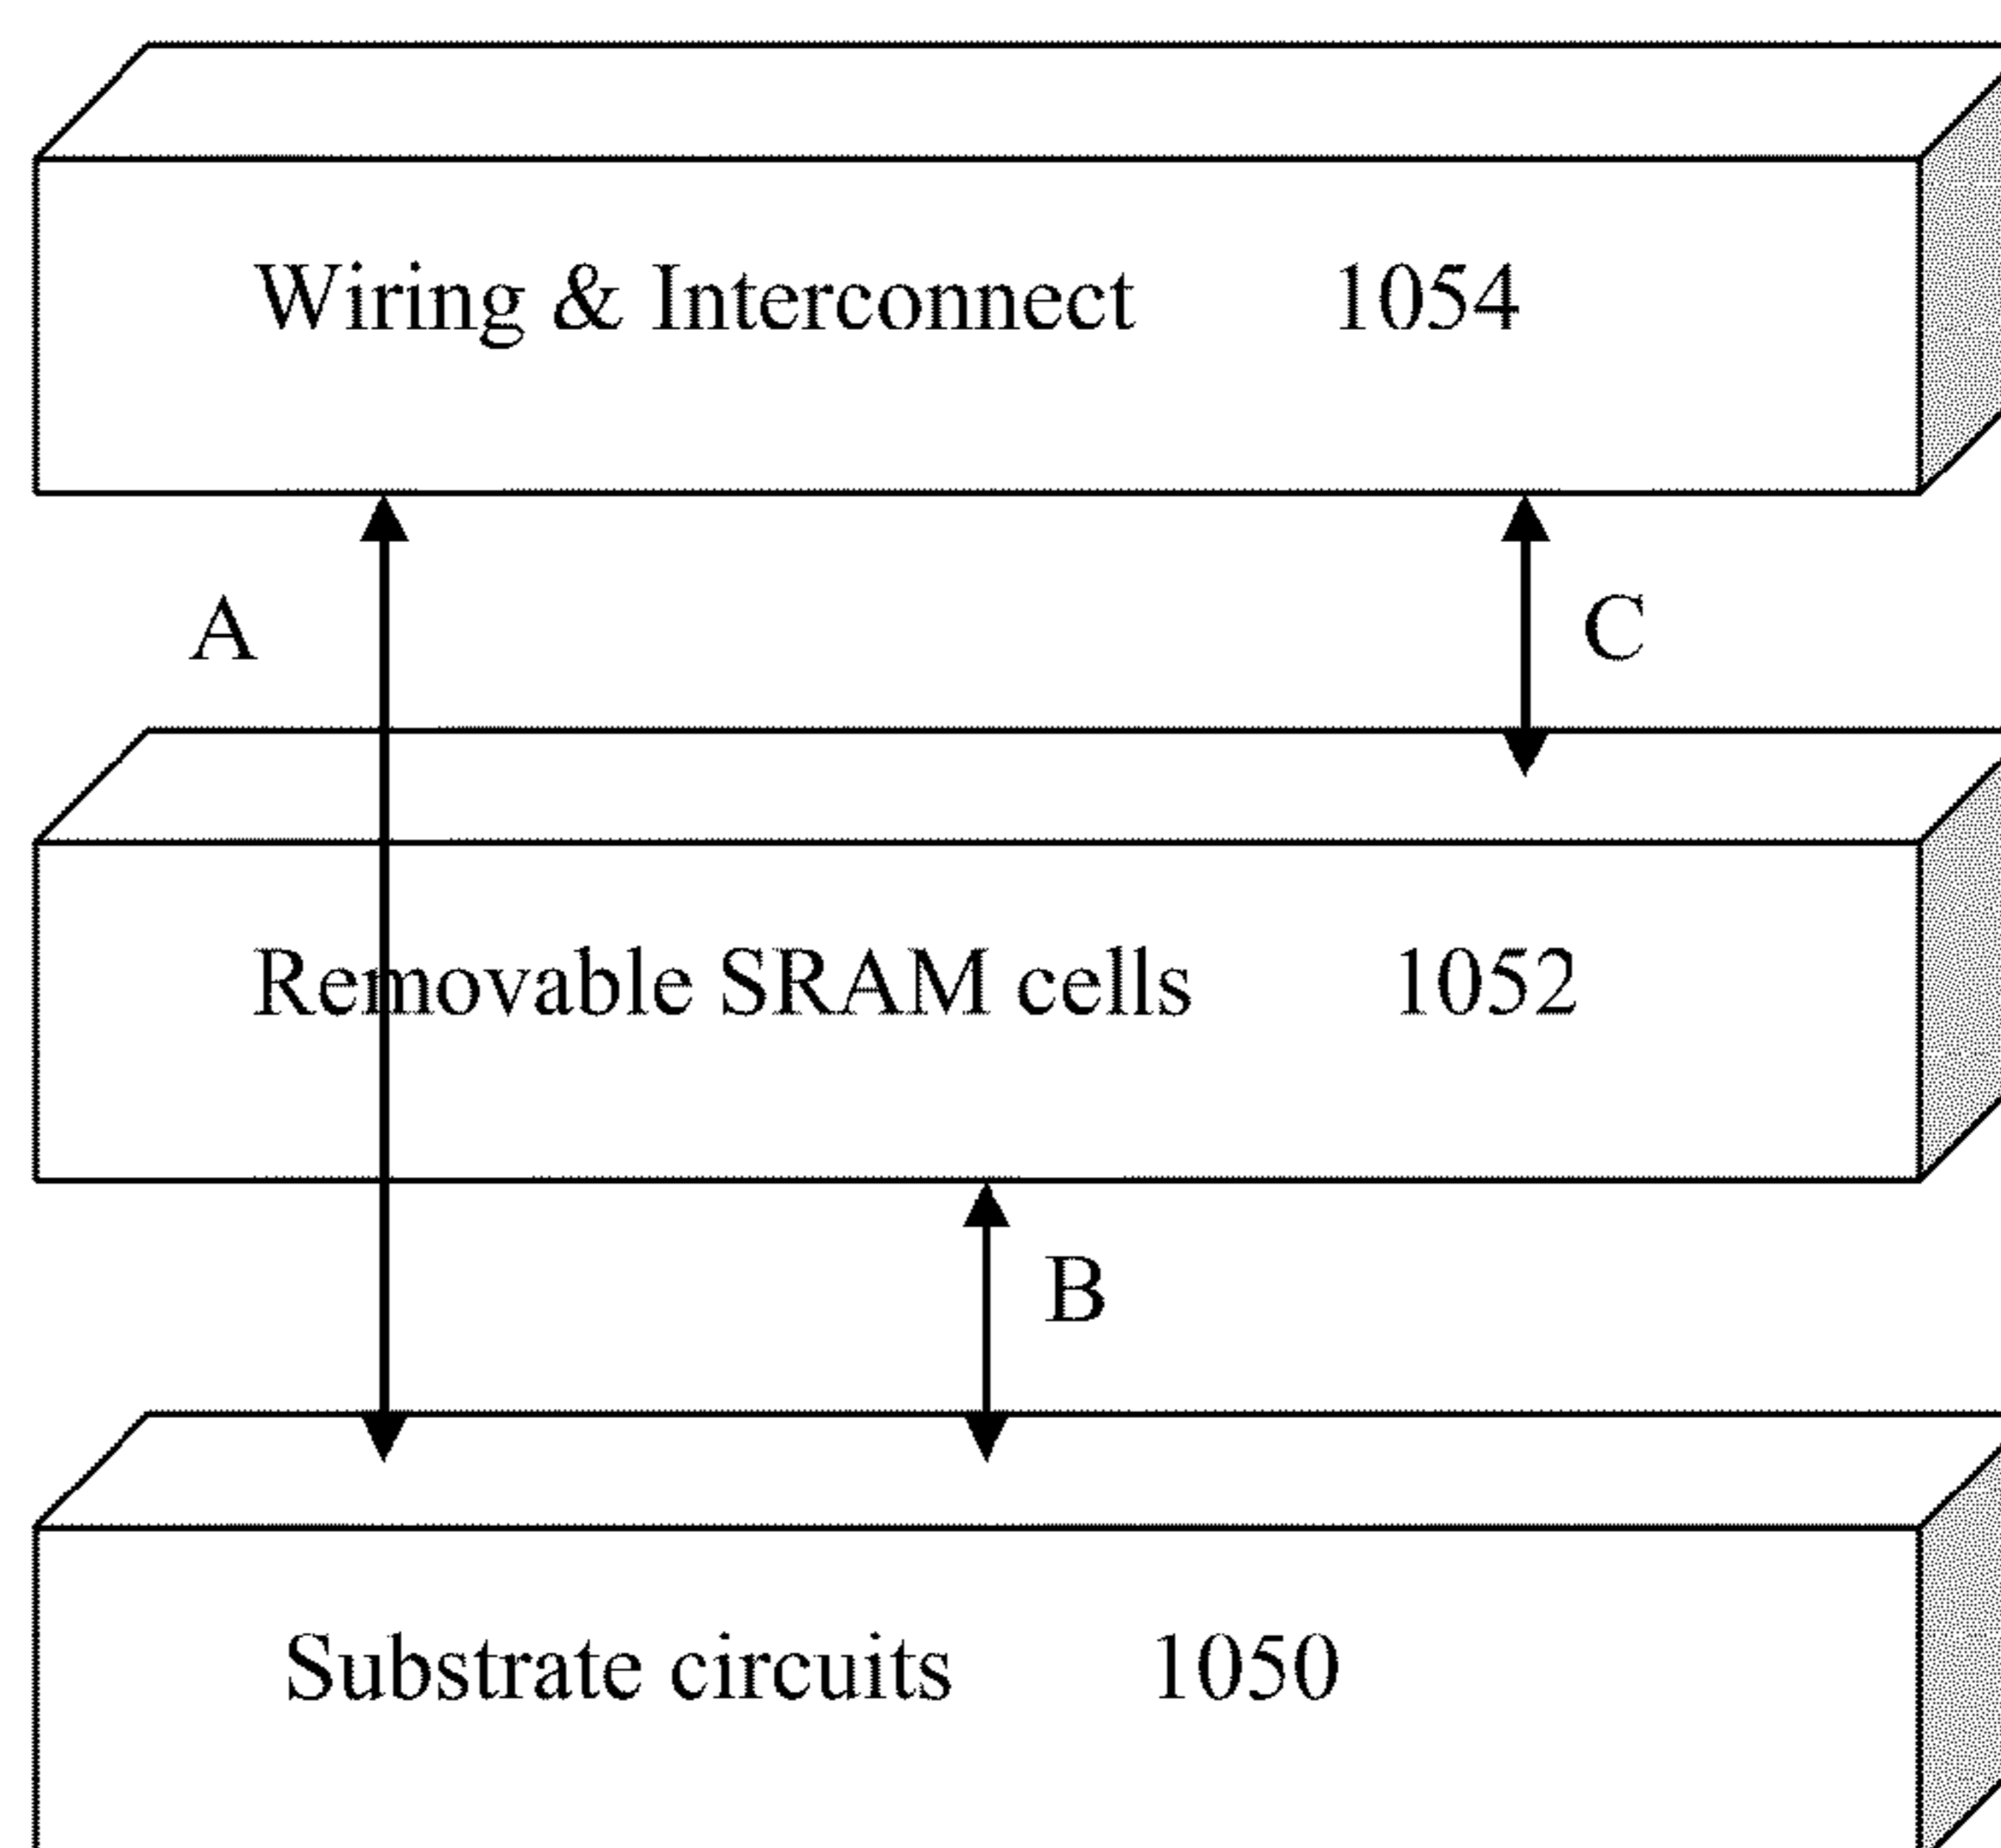 Wiring & Interconnect 1054
A
C
Removable SRAM cells 1052
B
Substrate circuits 1050